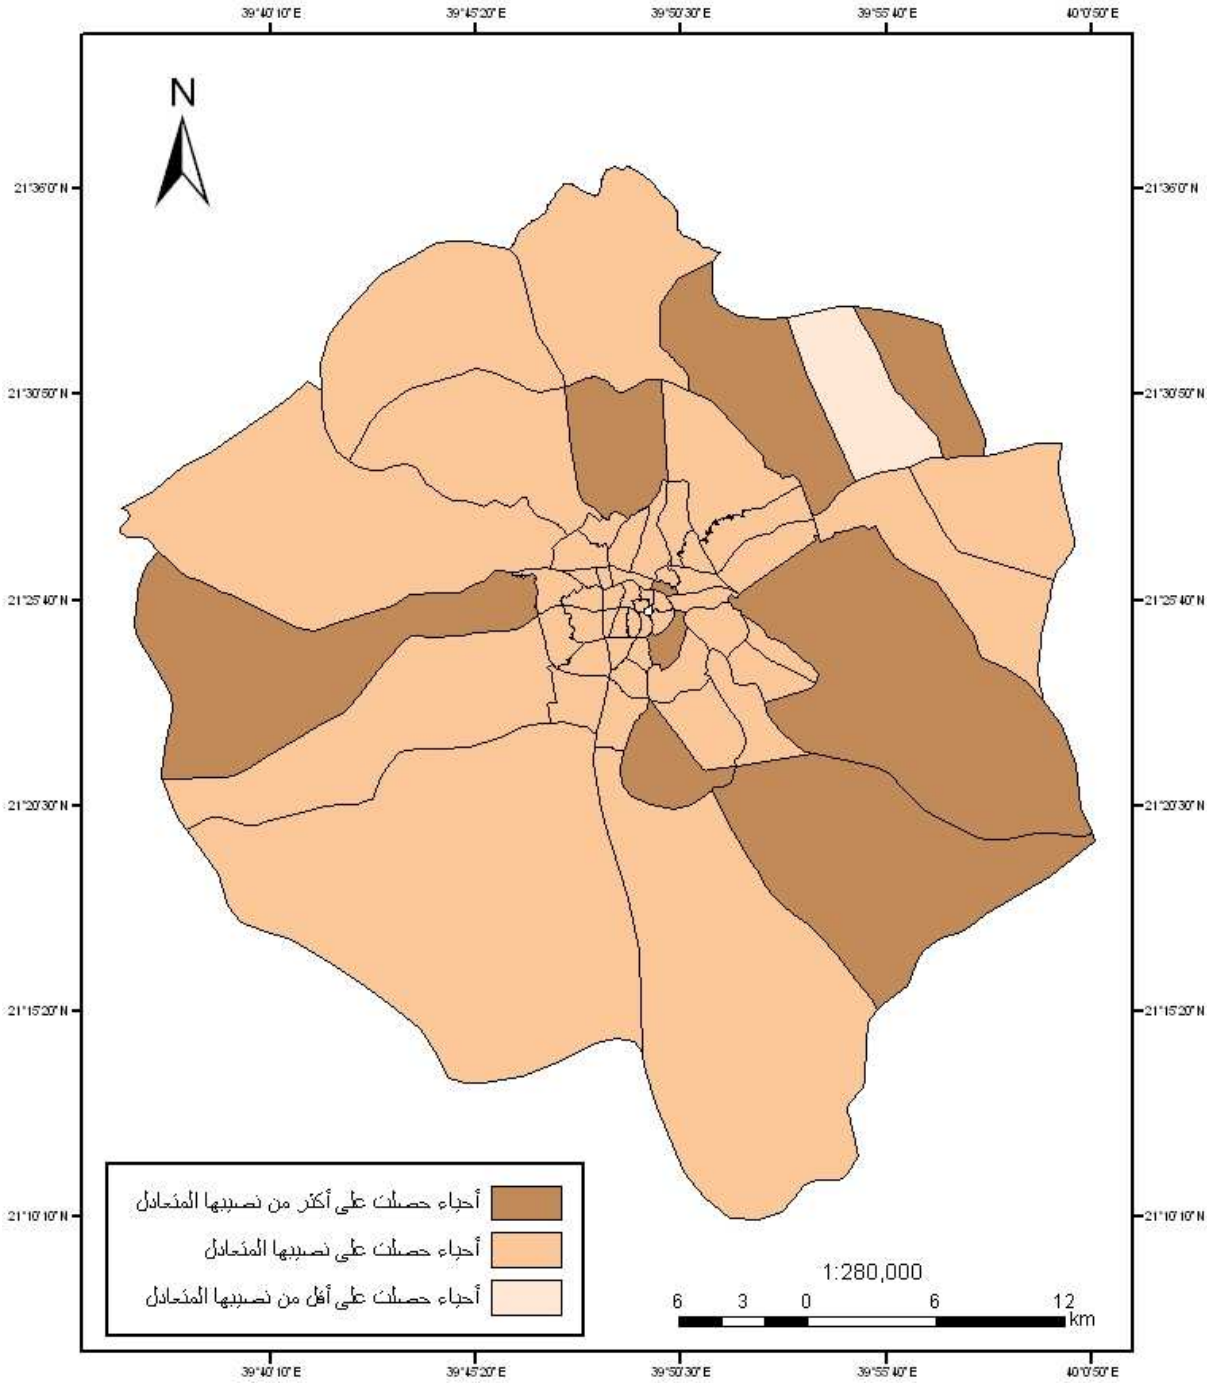 39°40'10" E 39°45'20" E 39°50'30" E 39°55'40" E 40°0'50" E
N
21°36'0" N 21°36'0" N
21°30'50" N 21°30'50" N
21°25'40" N 21°25'40" N
21°20'30" N 21°20'30" N
21°15'20" N 21°15'20" N
21°10'10" N 21°10'10" N
أحياء حصلت على أكثر من نصيبها المتعادل
أحياء حصلت على نصيبها المتعادل
أحياء حصلت على أقل من نصيبها المتعادل
1:280,000
6 3 0 6 12
km
39°40'10" E 39°45'20" E 39°50'30" E 39°55'40" E 40°0'50" E